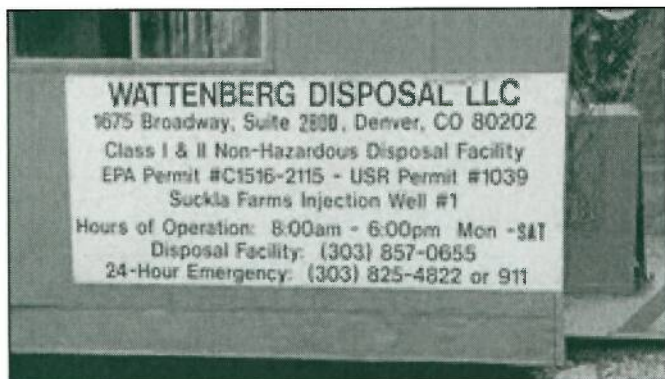 WATTENBERG DISPOSAL LLC
1675 Broadway, Suite 2800, Denver, CO 80202
Class I & II Non-Hazardous Disposal Facility
EPA Permit #C1516-2115 - USR Permit #1039
Suckla Farms Injection Well #1
Hours of Operation: 8:00am - 6:00pm Mon -SAT
Disposal Facility: (303) 857-0655
24-Hour Emergency: (303) 825-4822 or 911